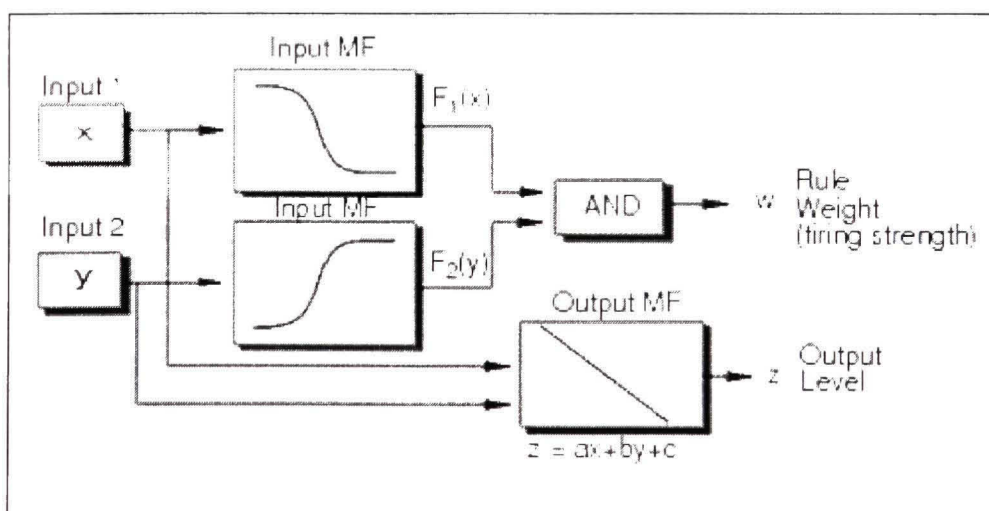 Input MF
Input 1
x
F₁(x)
Input MF
Input 2
y
F₂(y)
AND
w
Rule
Weight
(firing strength)
Output MF
z
Output
Level
z = ax+by+c